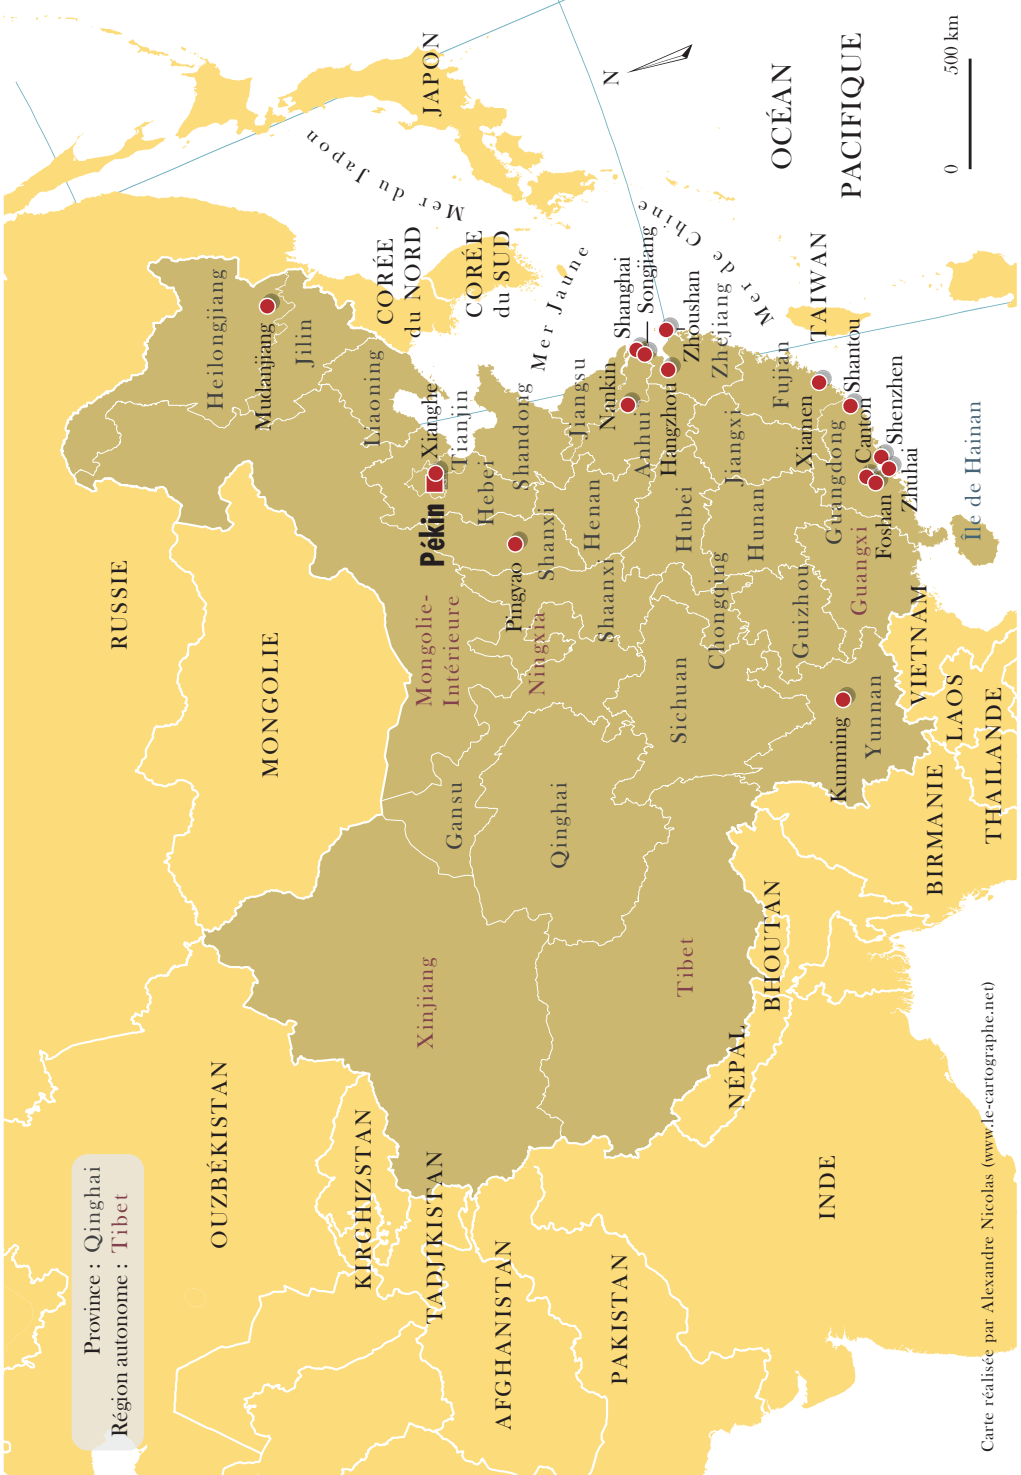 Province : Qinghai
Région autonome : Tibet
RUSSIE
MONGOLIE
OUZBÉKISTAN
KIRGHIZSTAN
TADJIKISTAN
AFGHANISTAN
PAKISTAN
INDE
NÉPAL
BHOUTAN
BIRMANIE
THAILANDE
LAOS
VIETNAM
JAPON
Mer du Japon
CORÉE
du NORD
CORÉE
du SUD
Mer Jaune
Mer de Chine
TAIWAN
OCÉAN
PACIFIQUE
N
0 500 km
Heilongjiang
Mudanjiang
Jilin
Liaoning
Xianghe
Tianjin
Pékin
Hebei
Shandong
Mongolie-
Intérieure
Pingyao
Shanxi
Ningxia
Shaanxi
Henan
Jiangsu
Nankin
Shanghai
Songjiang
Zhoushan
Anhui
Hangzhou
Zhejiang
Hubei
Jiangxi
Fujian
Chongqing
Hunan
Xiamen
Shantou
Guangdong
Canton
Shenzhen
Foshan
Zhuhai
Guizhou
Guangxi
Île de Hainan
Sichuan
Kunming
Yunnan
Gansu
Qinghai
Xinjiang
Tibet
Carte réalisée par Alexandre Nicolas (www.le-cartographe.net)